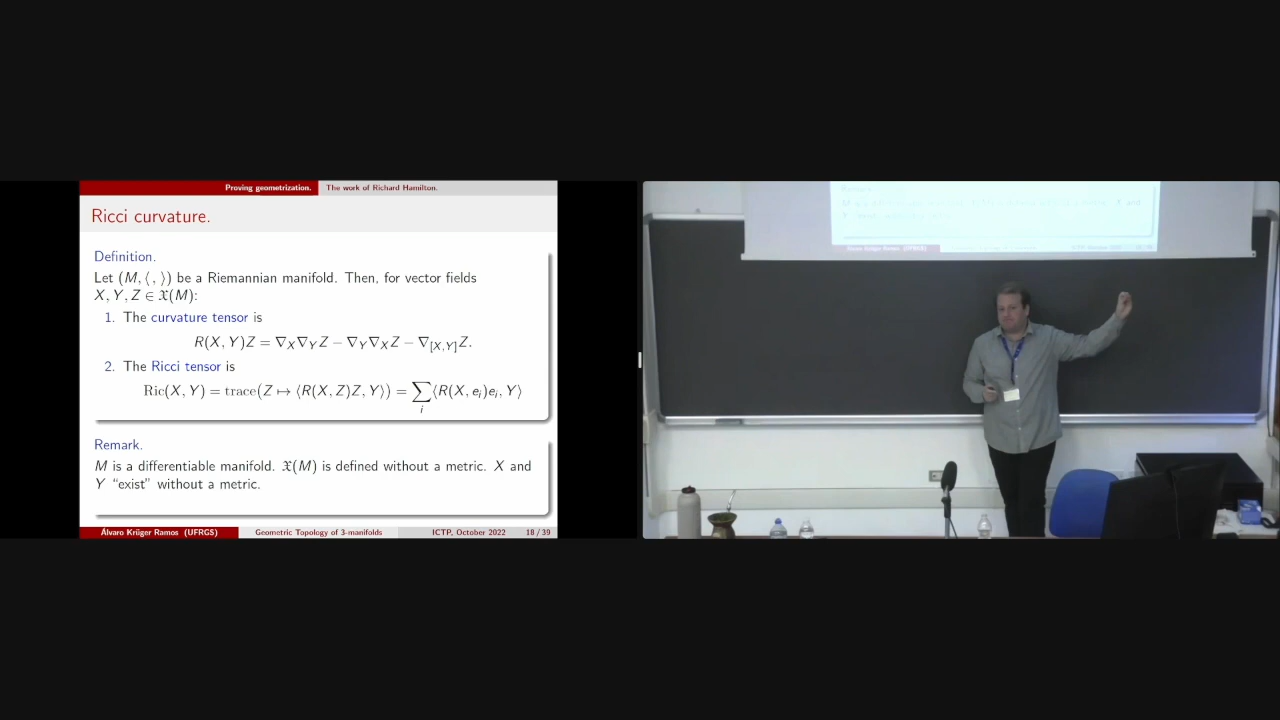 Proving geometrization. The work of Richard Hamilton.
Ricci curvature.
Definition.
Let (M, ⟨ , ⟩) be a Riemannian manifold. Then, for vector fields
X, Y, Z ∈ 𝔛(M):
1. The curvature tensor is
R(X, Y)Z = ∇_X∇_Y Z − ∇_Y∇_X Z − ∇_[X,Y] Z.
2. The Ricci tensor is
Ric(X, Y) = trace(Z ↦ ⟨R(X, Z)Z, Y⟩) = ∑_i ⟨R(X, e_i)e_i, Y⟩
Remark.
M is a differentiable manifold. 𝔛(M) is defined without a metric. X and
Y “exist” without a metric.
Álvaro Krüger Ramos (UFRGS) Geometric Topology of 3-manifolds ICTP, October 2022 18 / 39